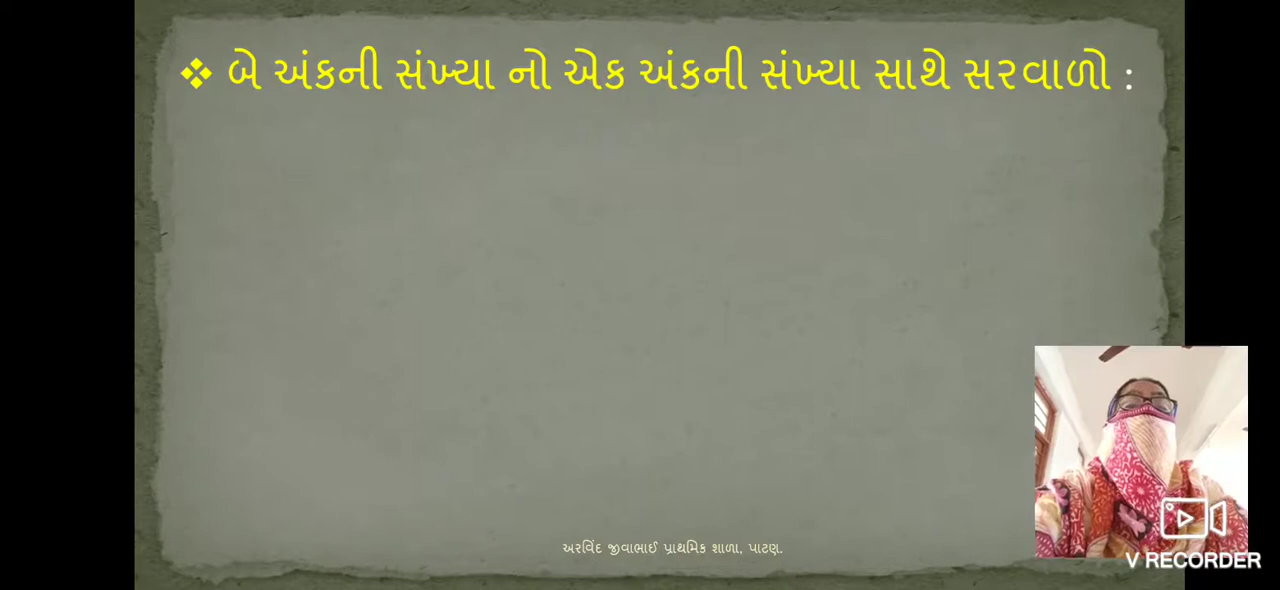 ❖ બે અંકની સંખ્યા નો એક અંકની સંખ્યા સાથે સરવાળો :
અરવિંદ જીવાભાઈ પ્રાથમિક શાળા, પાટણ.
V RECORDER